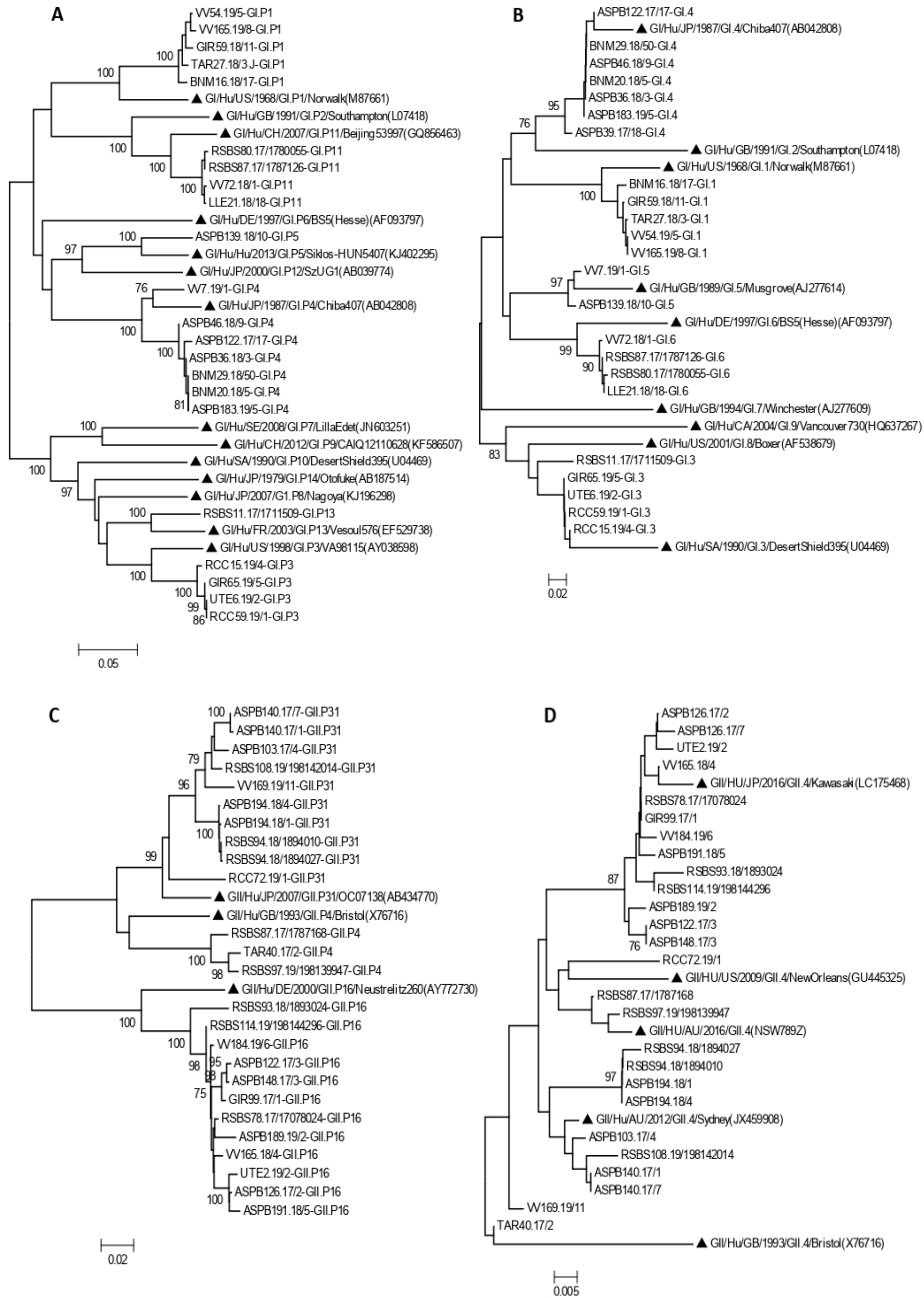 A
VV54.19/5-GI.P1
VV165.19/8-GI.P1
GIR59.18/11-GI.P1
TAR27.18/3 J-GI.P1
100
BNM16.18/17-GI.P1
100
GI/Hu/US/1968/GI.P1/Norwalk(M87661)
GI/Hu/GB/1991/GI.P2/Southampton(L07418)
GI/Hu/CH/2007/GI.P11/Beijing53997(GQ856463)
100
RSBS80.17/1780055-GI.P11
100
RSBS87.17/1787126-GI.P11
VV72.18/1-GI.P11
100
LLE21.18/18-GI.P11
GI/Hu/DE/1997/GI.P6/BS5(Hesse)(AF093797)
100
ASPB139.18/10-GI.P5
97
GI/Hu/Hu/2013/GI.P5/Siklos-HUN5407(KJ402295)
GI/Hu/JP/2000/GI.P12/SzUG1(AB039774)
76
VV7.19/1-GI.P4
GI/Hu/JP/1987/GI.P4/Chiba407(AB042808)
ASPB46.18/9-GI.P4
100
ASPB122.17/17-GI.P4
100
ASPB36.18/3-GI.P4
BNM29.18/50-GI.P4
BNM20.18/5-GI.P4
81
ASPB183.19/5-GI.P4
GI/Hu/SE/2008/GI.P7/LillaEdet(JN603251)
100
GI/Hu/CH/2012/GI.P9/CAIQ12110628(KF586507)
100
GI/Hu/SA/1990/GI.P10/DesertShield395(U04469)
GI/Hu/JP/1979/GI.P14/Otofuke(AB187514)
97
GI/Hu/JP/2007/G1.P8/Nagoya(KJ196298)
RSBS11.17/1711509-GI.P13
100
GI/Hu/FR/2003/GI.P13/Vesoul576(EF529738)
GI/Hu/US/1998/GI.P3/VA98115(AY038598)
100
RCC15.19/4-GI.P3
100
GIR65.19/5-GI.P3
99
UTE6.19/2-GI.P3
86
RCC59.19/1-GI.P3
0.05
B
ASPB122.17/17-GI.4
GI/Hu/JP/1987/GI.4/Chiba407(AB042808)
BNM29.18/50-GI.4
ASPB46.18/9-GI.4
BNM20.18/5-GI.4
95
ASPB36.18/3-GI.4
ASPB183.19/5-GI.4
76
ASPB39.17/18-GI.4
GI/Hu/GB/1991/GI.2/Southampton(L07418)
GI/Hu/US/1968/GI.1/Norwalk(M87661)
BNM16.18/17-GI.1
100
GIR59.18/11-GI.1
TAR27.18/3-GI.1
VV54.19/5-GI.1
VV165.19/8-GI.1
VV7.19/1-GI.5
97
GI/Hu/GB/1989/GI.5/Musgrove(AJ277614)
ASPB139.18/10-GI.5
GI/Hu/DE/1997/GI.6/BS5(Hesse)(AF093797)
99
VV72.18/1-GI.6
RSBS87.17/1787126-GI.6
90
RSBS80.17/1780055-GI.6
LLE21.18/18-GI.6
GI/Hu/GB/1994/GI.7/Winchester(AJ277609)
GI/Hu/CA/2004/GI.9/Vancouver730(HQ637267)
83
GI/Hu/US/2001/GI.8/Boxer(AF538679)
RSBS11.17/1711509-GI.3
GIR65.19/5-GI.3
UTE6.19/2-GI.3
RCC59.19/1-GI.3
RCC15.19/4-GI.3
GI/Hu/SA/1990/GI.3/DesertShield395(U04469)
0.02
C
100
ASPB140.17/7-GII.P31
ASPB140.17/1-GII.P31
ASPB103.17/4-GII.P31
79
RSBS108.19/198142014-GII.P31
96
VV169.19/11-GII.P31
ASPB194.18/4-GII.P31
ASPB194.18/1-GII.P31
100
RSBS94.18/1894010-GII.P31
RSBS94.18/1894027-GII.P31
99
RCC72.19/1-GII.P31
GII/Hu/JP/2007/GII.P31/OC07138(AB434770)
GII/Hu/GB/1993/GII.P4/Bristol(X76716)
RSBS87.17/1787168-GII.P4
100
TAR40.17/2-GII.P4
98
RSBS97.19/198139947-GII.P4
GII/Hu/DE/2000/GII.P16/Neustrelitz260(AY772730)
100
RSBS93.18/1893024-GII.P16
100
RSBS114.19/198144296-GII.P16
VV184.19/6-GII.P16
98
95
ASPB122.17/3-GII.P16
98
ASPB148.17/3-GII.P16
75
GIR99.17/1-GII.P16
RSBS78.17/17078024-GII.P16
ASPB189.19/2-GII.P16
VV165.18/4-GII.P16
UTE2.19/2-GII.P16
100
ASPB126.17/2-GII.P16
ASPB191.18/5-GII.P16
0.02
D
ASPB126.17/2
ASPB126.17/7
UTE2.19/2
VV165.18/4
GII/HU/JP/2016/GII.4/Kawasaki(LC175468)
RSBS78.17/17078024
GIR99.17/1
VV184.19/6
ASPB191.18/5
87
RSBS93.18/1893024
RSBS114.19/198144296
ASPB189.19/2
ASPB122.17/3
76
ASPB148.17/3
RCC72.19/1
GII/HU/US/2009/GII.4/NewOrleans(GU445325)
RSBS87.17/1787168
RSBS97.19/198139947
GII/HU/AU/2016/GII.4(NSW789Z)
RSBS94.18/1894027
97
RSBS94.18/1894010
ASPB194.18/1
ASPB194.18/4
GII/Hu/AU/2012/GII.4/Sydney(JX459908)
ASPB103.17/4
RSBS108.19/198142014
ASPB140.17/1
ASPB140.17/7
VV169.19/11
TAR40.17/2
GII/Hu/GB/1993/GII.4/Bristol(X76716)
0.005